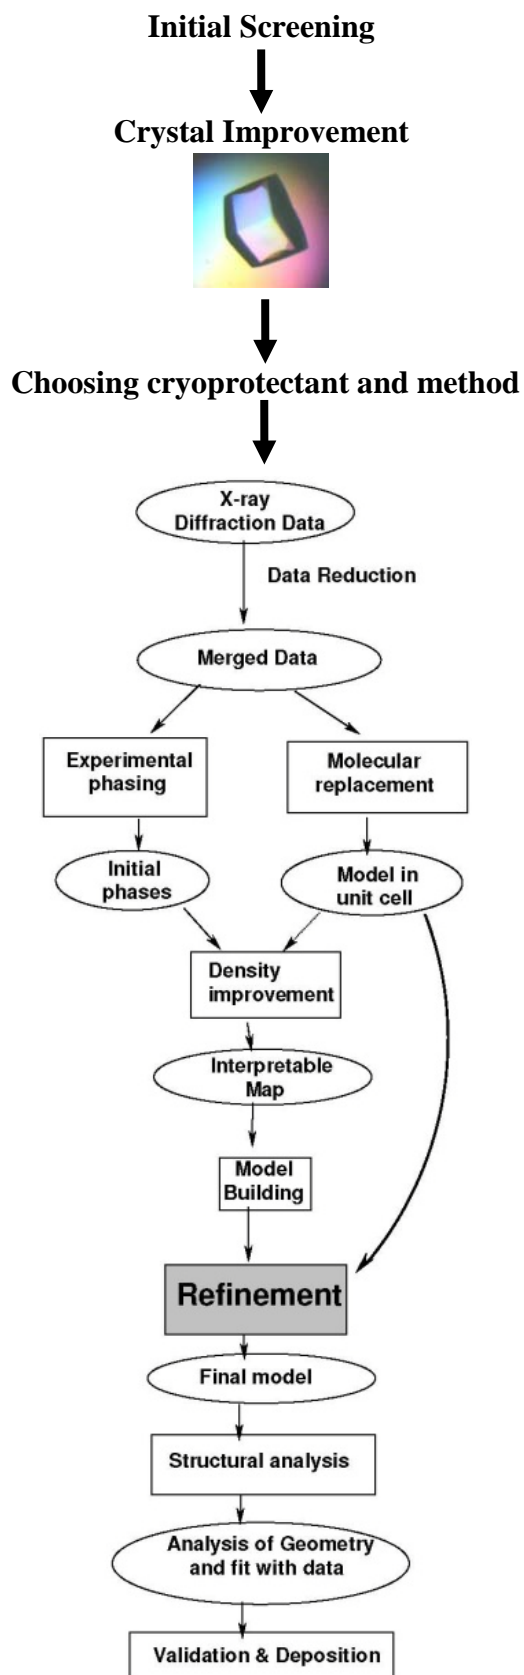 Initial Screening
Crystal Improvement
Choosing cryoprotectant and method
X-ray
Diffraction Data
Data Reduction
Merged Data
Experimental
phasing
Molecular
replacement
Initial
phases
Model in
unit cell
Density
improvement
Interpretable
Map
Model
Building
Refinement
Final model
Structural analysis
Analysis of Geometry
and fit with data
Validation & Deposition